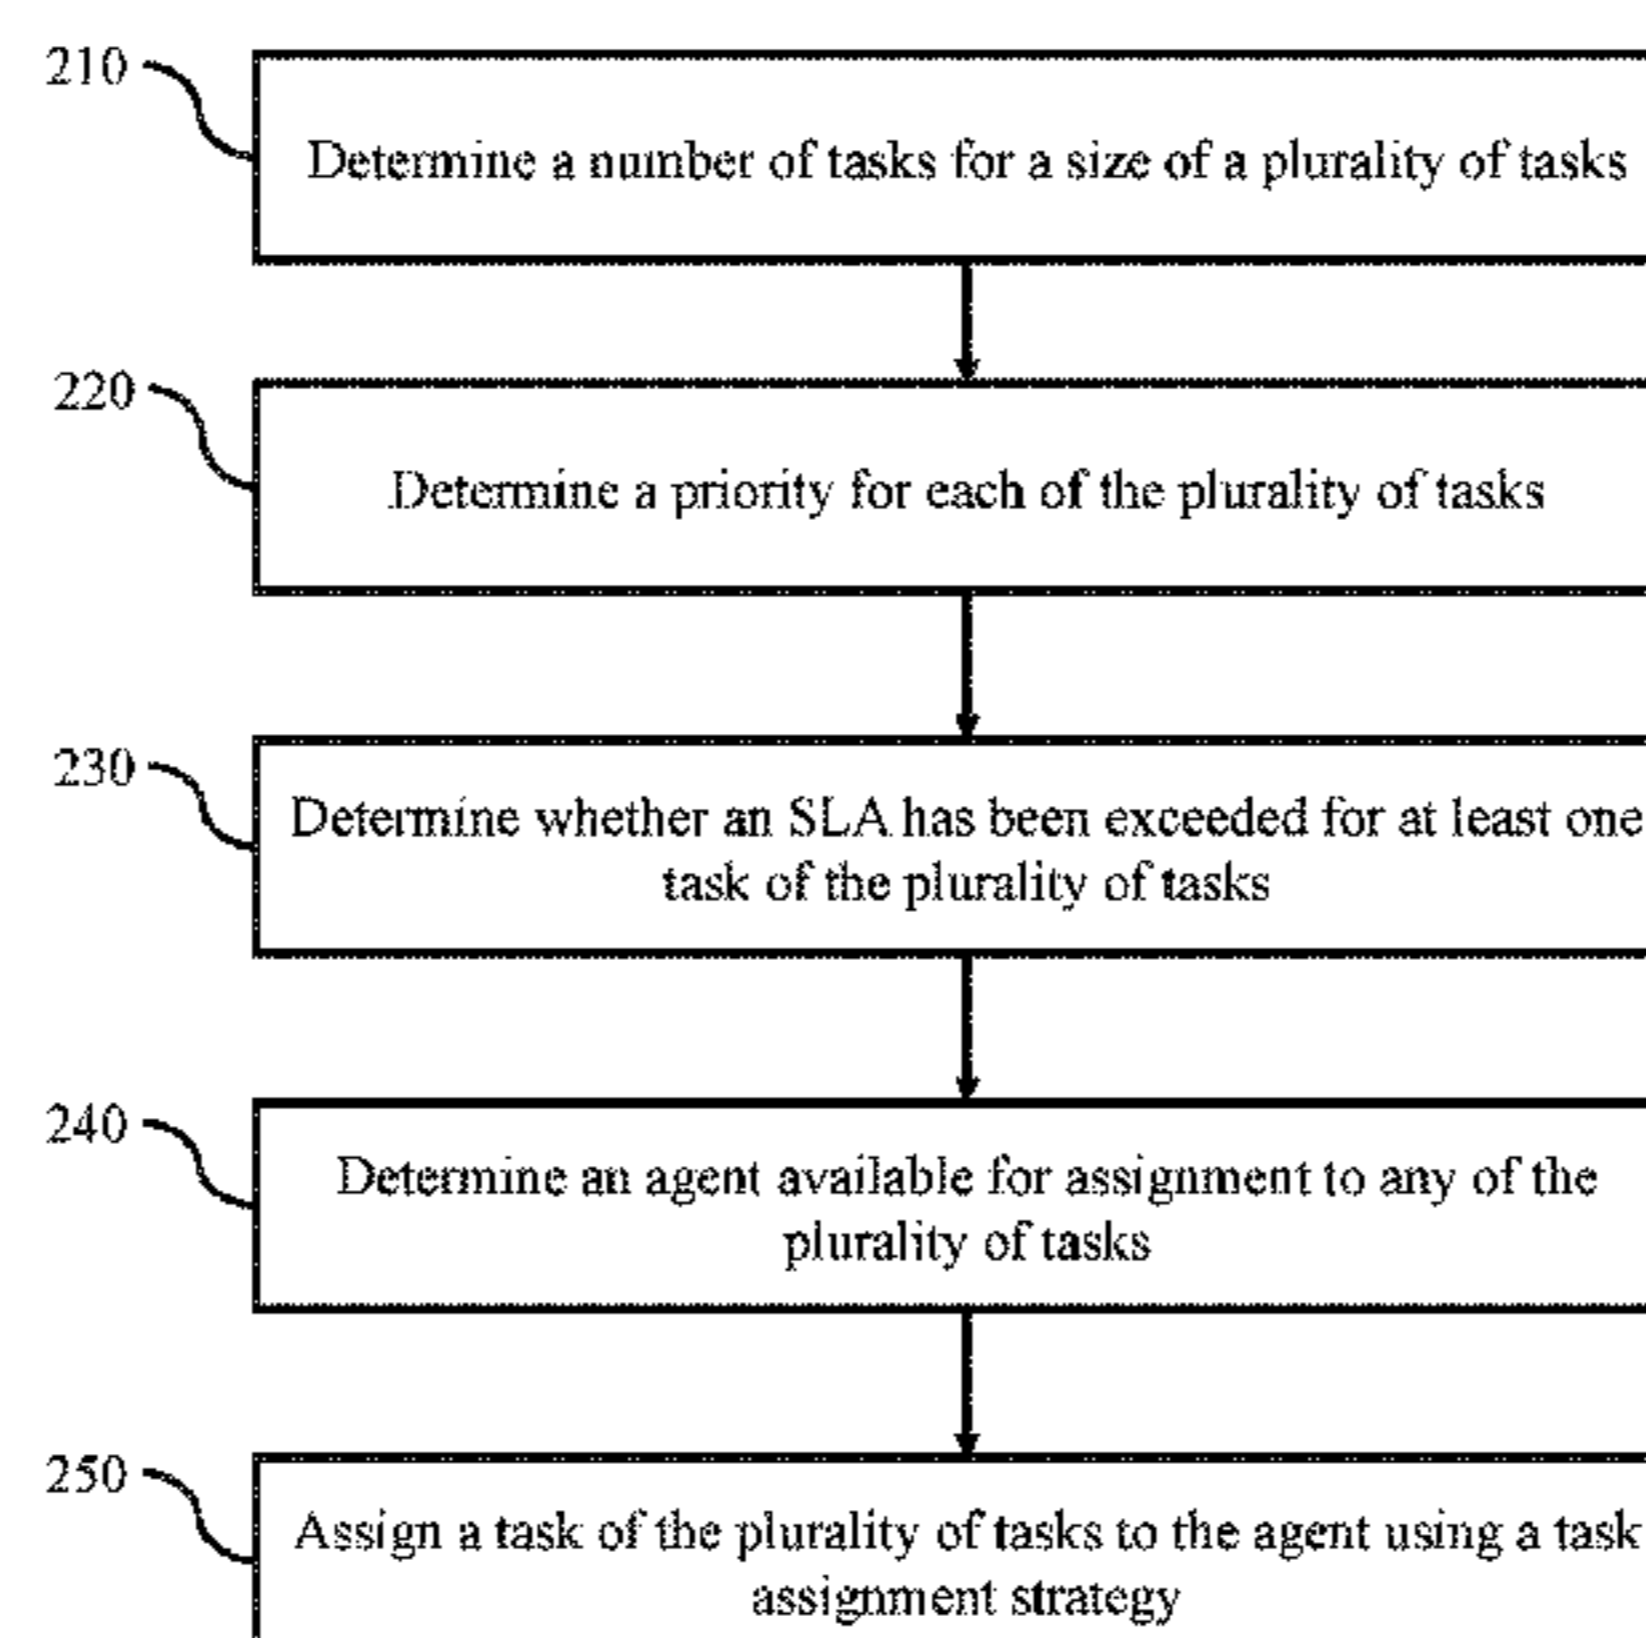 210
Determine a number of tasks for a size of a plurality of tasks
220
Determine a priority for each of the plurality of tasks
230
Determine whether an SLA has been exceeded for at least one
task of the plurality of tasks
240
Determine an agent available for assignment to any of the
plurality of tasks
250
Assign a task of the plurality of tasks to the agent using a task
assignment strategy